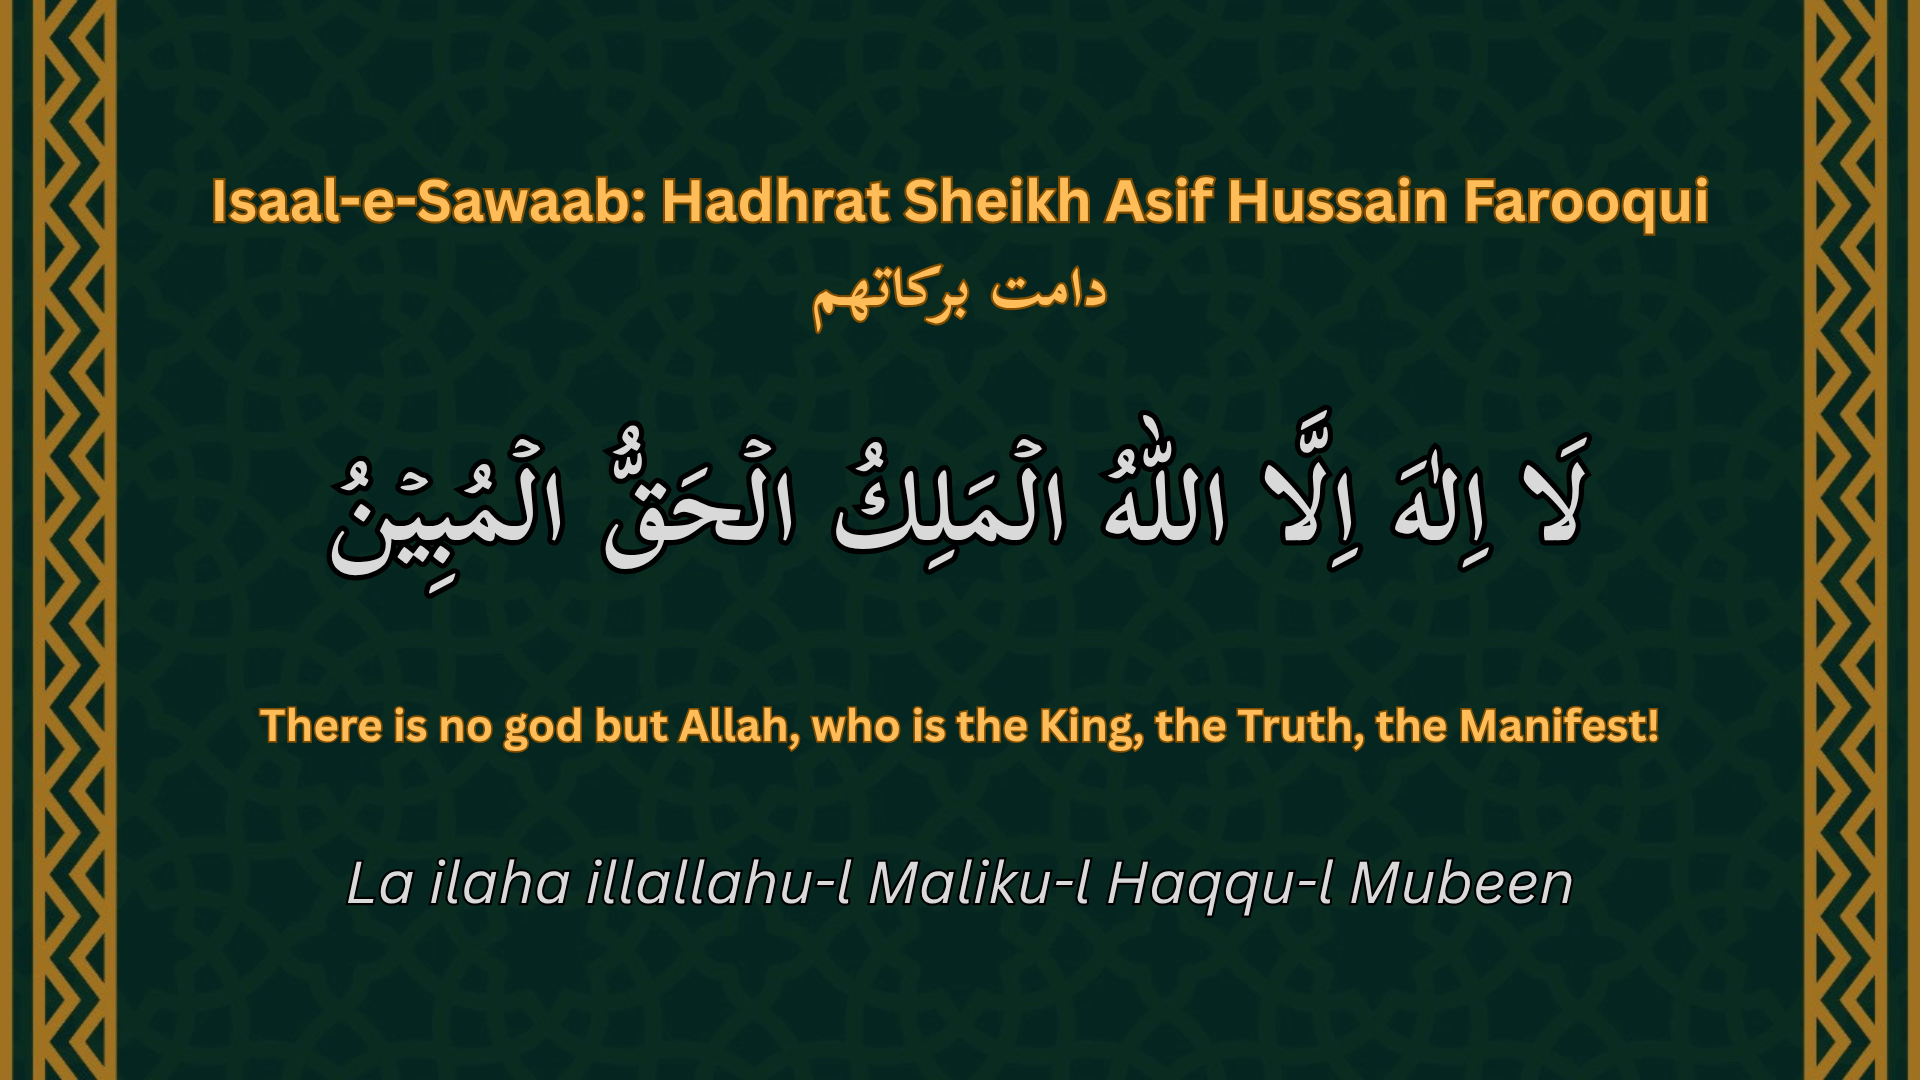 Isaal-e-Sawaab: Hadhrat Sheikh Asif Hussain Farooqui
دامت بركاتهم
لَا اِلٰهَ اِلَّا اللّٰهُ الْمَلِكُ الْحَقُّ الْمُبِيْنُ
There is no god but Allah, who is the King, the Truth, the Manifest!
La ilaha illallahu-l Maliku-l Haqqu-l Mubeen